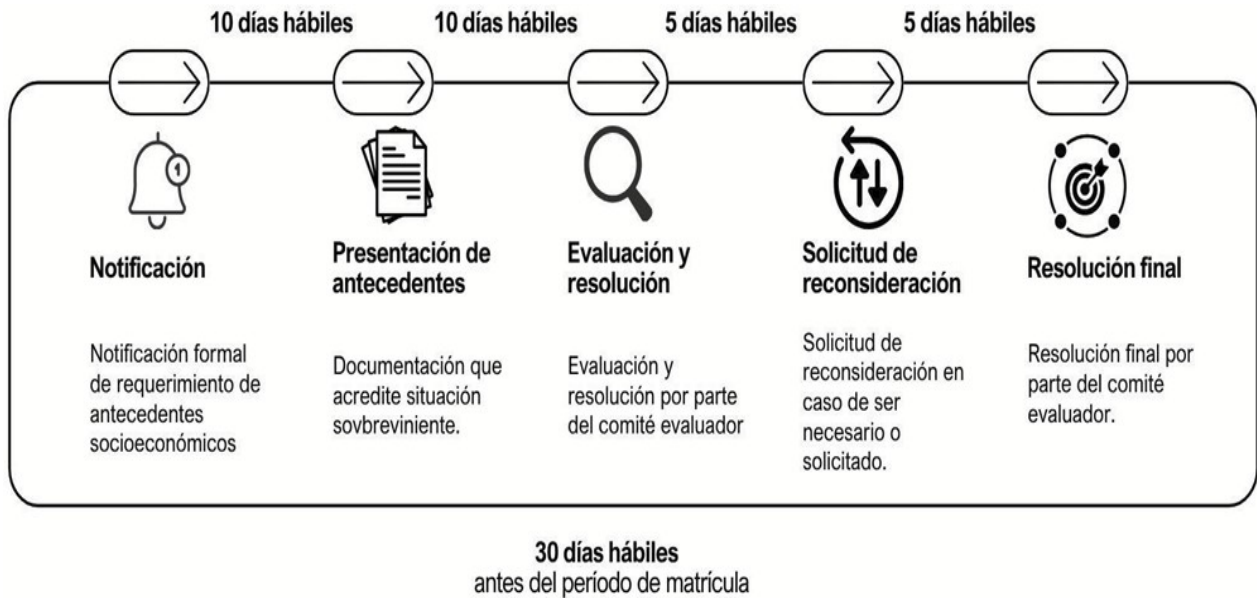 10 días hábiles
10 días hábiles
5 días hábiles
5 días hábiles
1
Notificación
Notificación formal
de requerimiento de
antecedentes
socioeconómicos
Presentación de
antecedentes
Documentación que
acredite situación
sovbreviniente.
Evaluación y
resolución
Evaluación y
resolución por parte
del comité evaluador
Solicitud de
reconsideración
Solicitud de
reconsideración en
caso de ser
necesario o
solicitado.
Resolución final
Resolución final por
parte del comité
evaluador.
30 días hábiles
antes del período de matrícula